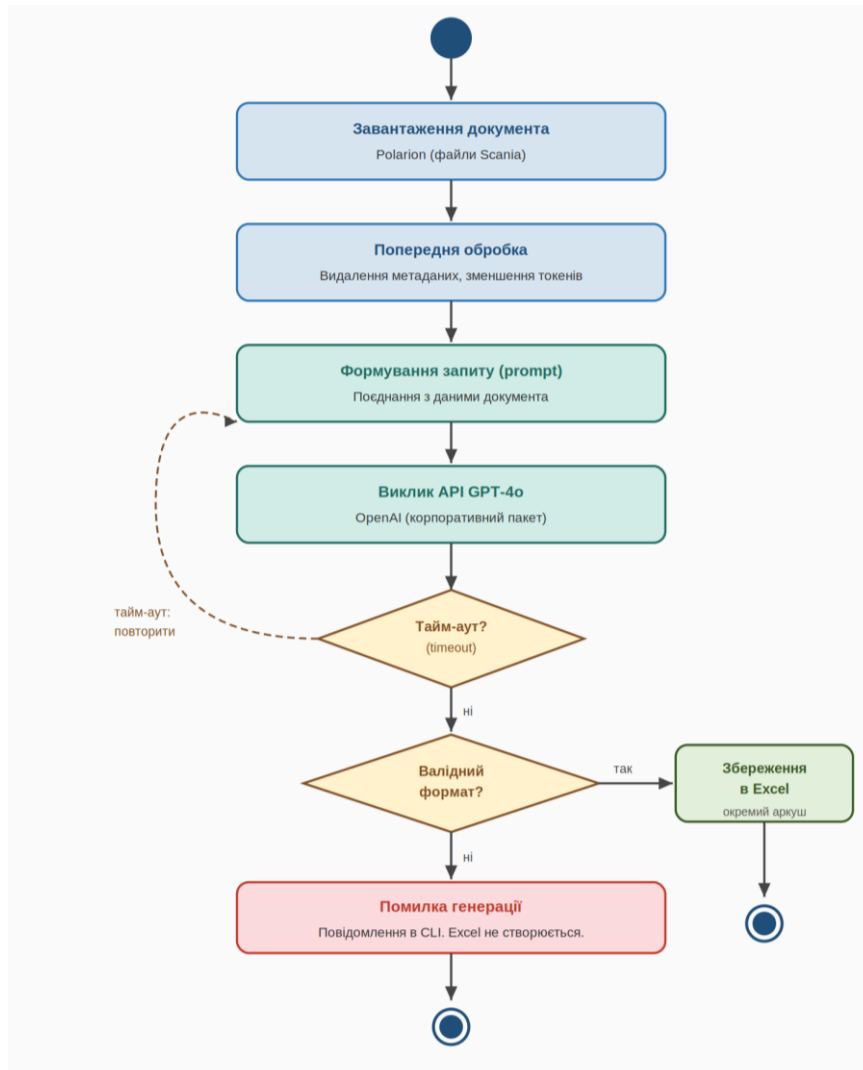 Завантаження документа
Polarion (файли Scania)
Попередня обробка
Видалення метаданих, зменшення токенів
Формування запиту (prompt)
Поєднання з даними документа
Виклик API GPT-4o
OpenAI (корпоративний пакет)
тайм-аут:
повторити
Тайм-аут?
(timeout)
ні
Валідний
формат?
так
Збереження
в Excel
окремий аркуш
ні
Помилка генерації
Повідомлення в CLI. Excel не створюється.